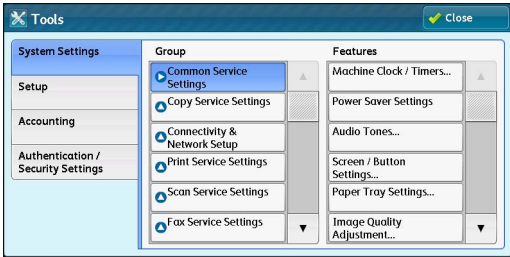 Tools
Close
System Settings
Setup
Accounting
Authentication /
Security Settings
Group
Common Service
Settings
Copy Service Settings
Connectivity &
Network Setup
Print Service Settings
Scan Service Settings
Fax Service Settings
Features
Machine Clock / Timers...
Power Saver Settings
Audio Tones...
Screen / Button
Settings...
Paper Tray Settings...
Image Quality
Adjustment...